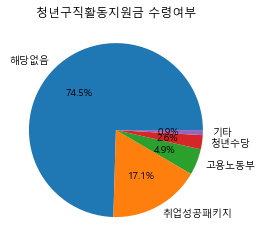 청년구직활동지원금 수령여부
해당없음
74.5%
0.9%
기타
2.6%
청년수당
4.9%
고용노동부
17.1%
취업성공패키지